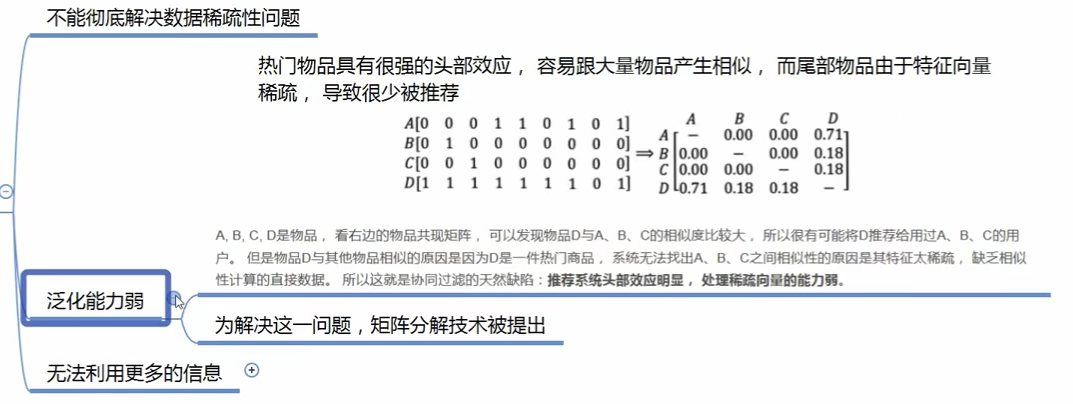 不能彻底解决数据稀疏性问题
热门物品具有很强的头部效应，容易跟大量物品产生相似，而尾部物品由于特征向量
稀疏，导致很少被推荐
A[0 0 0 1 1 0 1 0 1]
B[0 1 0 0 0 0 0 0 0]
C[0 0 1 0 0 0 0 0 0]
D[1 1 1 1 1 1 1 0 1]
⇒
A B C D
A – 0.00 0.00 0.71
B 0.00 – 0.00 0.18
C 0.00 0.00 – 0.18
D 0.71 0.18 0.18 –
A, B, C, D是物品，看右边的物品共现矩阵，可以发现物品D与A、B、C的相似度比较大，所以很有可能将D推荐给用过A、B、C的用
户。但是物品D与其他物品相似的原因是因为D是一件热门商品，系统无法找出A、B、C之间相似性的原因是其特征太稀疏，缺乏相似
性计算的直接数据。所以这就是协同过滤的天然缺陷：推荐系统头部效应明显，处理稀疏向量的能力弱。
泛化能力弱
为解决这一问题，矩阵分解技术被提出
无法利用更多的信息